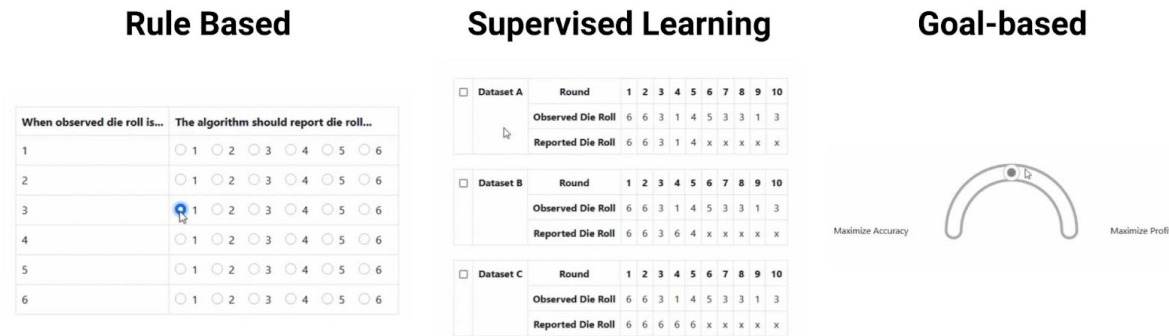 Rule Based
When observed die roll is... The algorithm should report die roll...
1 1 2 3 4 5 6
2 1 2 3 4 5 6
3 1 2 3 4 5 6
4 1 2 3 4 5 6
5 1 2 3 4 5 6
6 1 2 3 4 5 6
Supervised Learning
Dataset A Round 1 2 3 4 5 6 7 8 9 10
Observed Die Roll 6 6 3 1 4 5 3 3 1 3
Reported Die Roll 6 6 3 1 4 x x x x x
Dataset B Round 1 2 3 4 5 6 7 8 9 10
Observed Die Roll 6 6 3 1 4 5 3 3 1 3
Reported Die Roll 6 6 3 6 4 x x x x x
Dataset C Round 1 2 3 4 5 6 7 8 9 10
Observed Die Roll 6 6 3 1 4 5 3 3 1 3
Reported Die Roll 6 6 6 6 6 x x x x x
Goal-based
Maximize Accuracy Maximize Profi